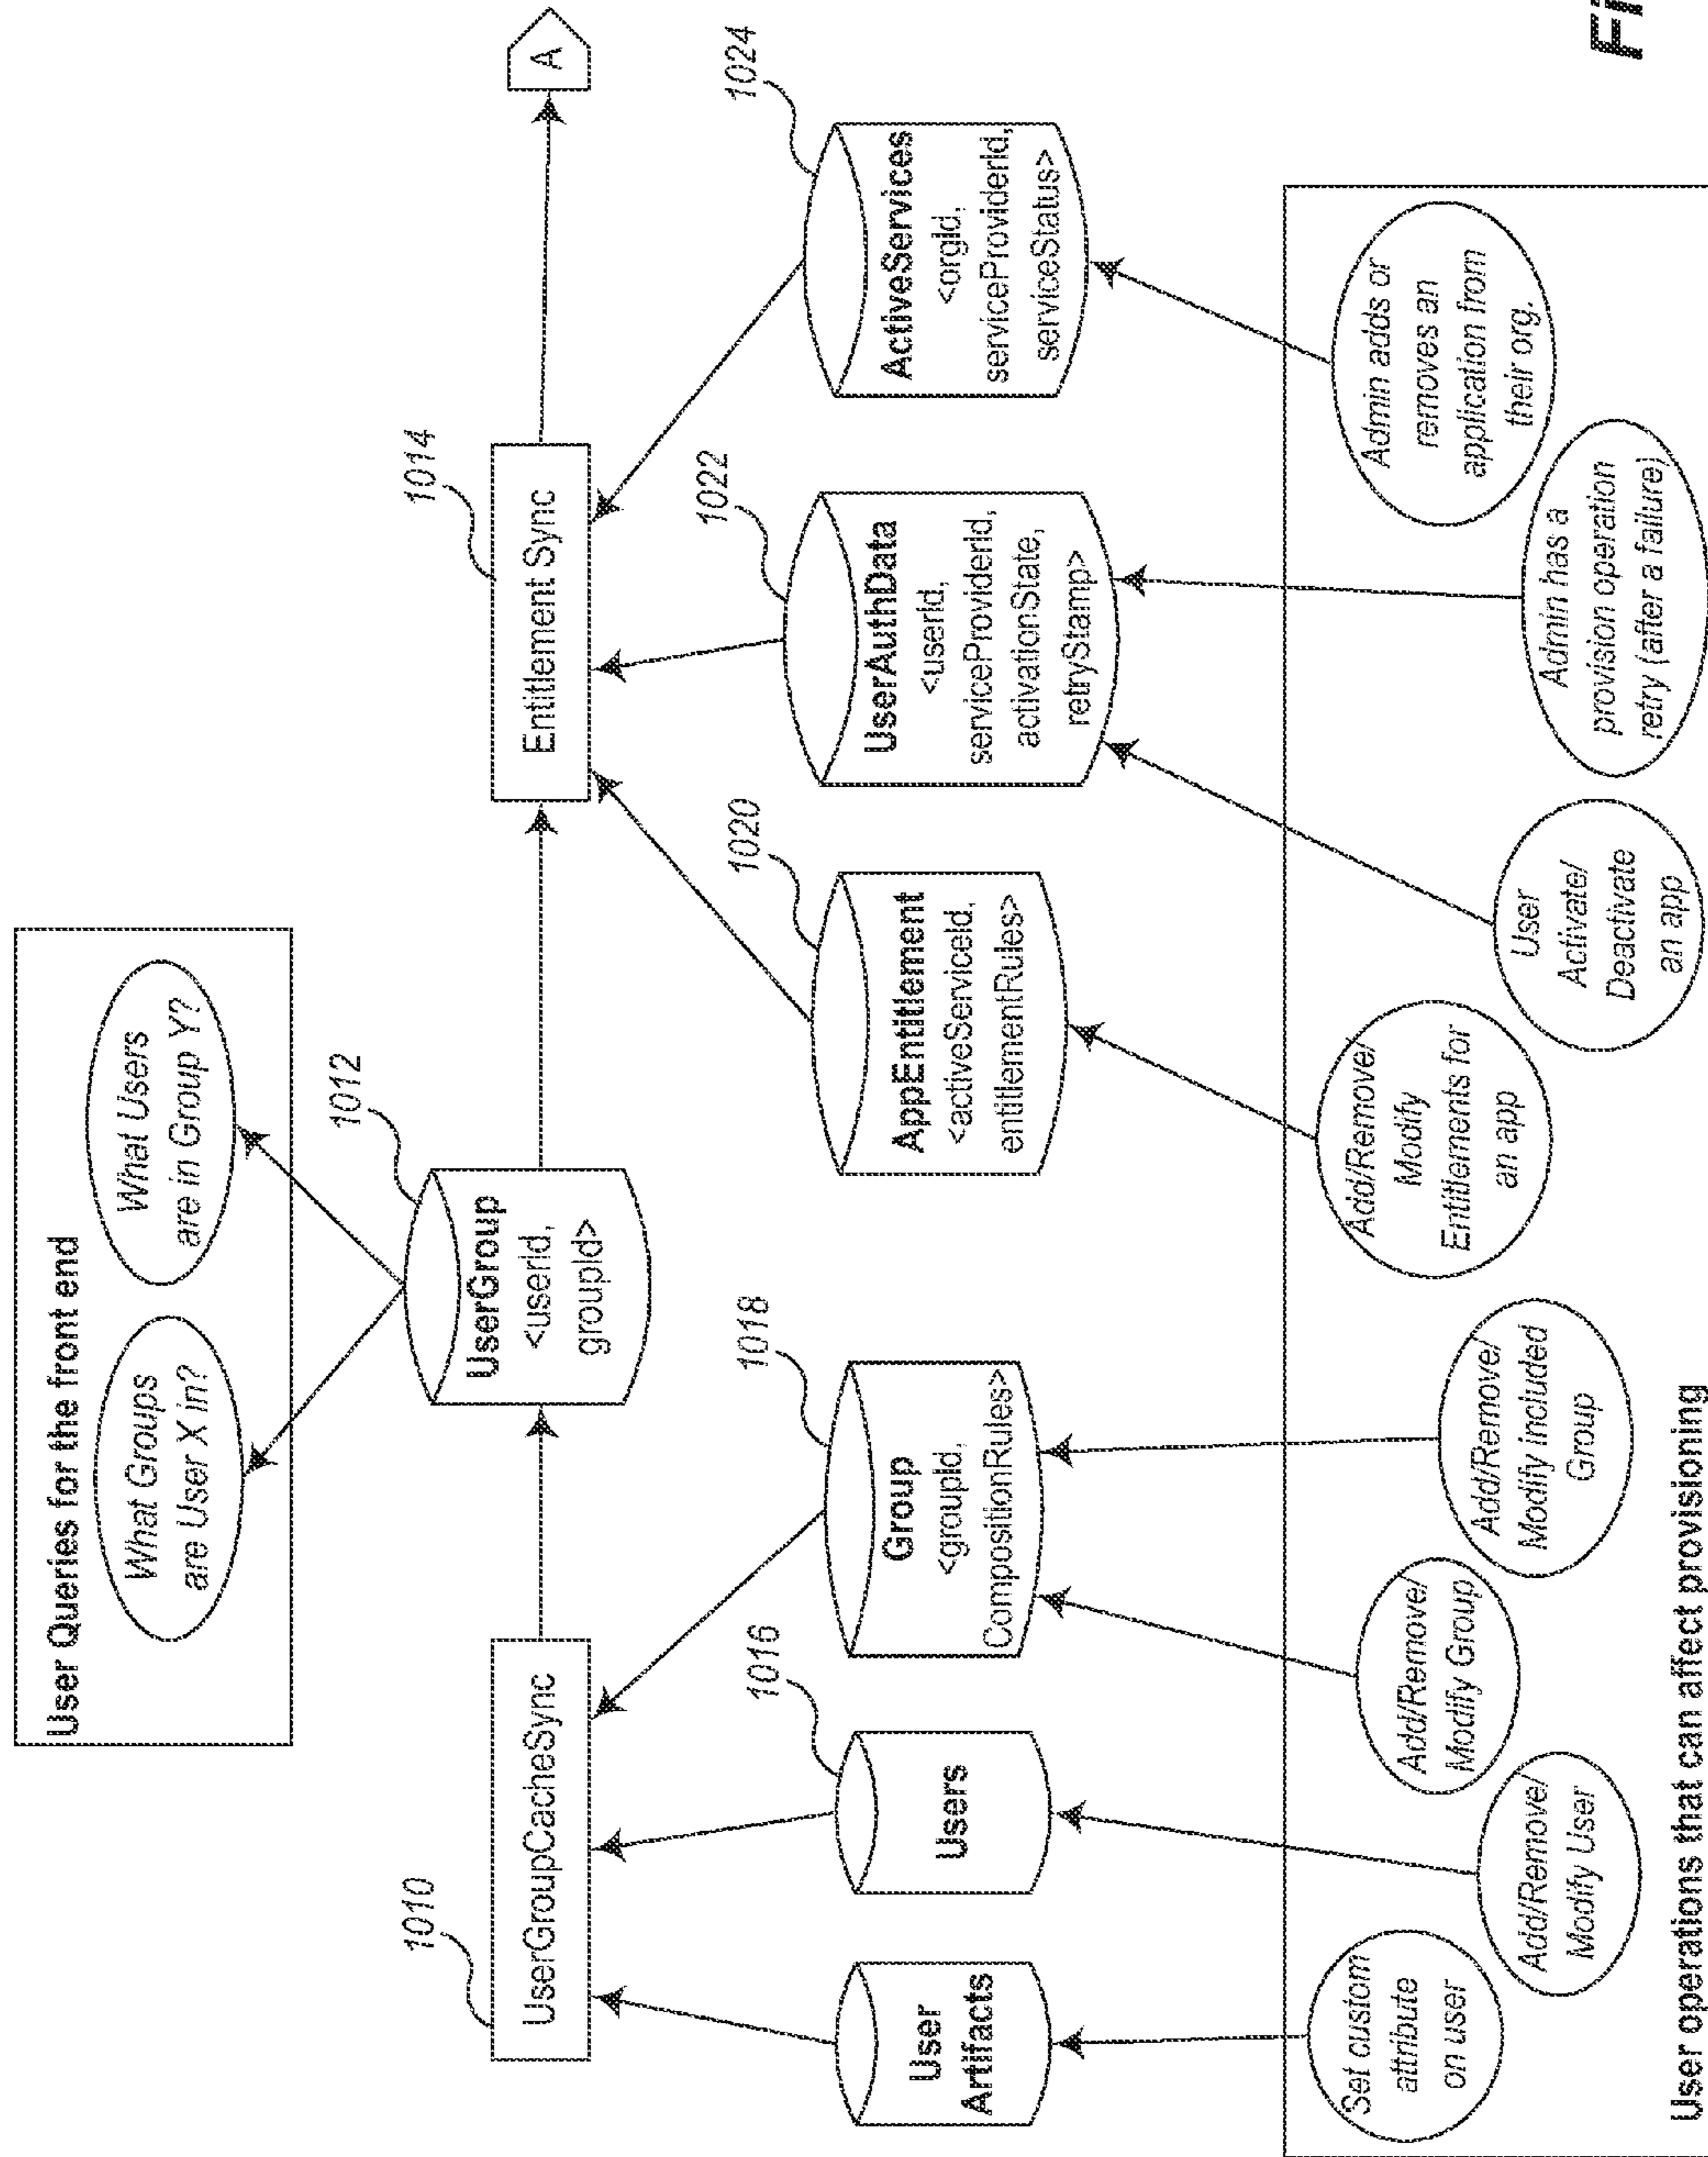 User Queries for the front end
What Groups
are User X in?
What Users
are in Group Y?
1010
UserGroupCacheSync
1012
UserGroup
<userId,
groupId>
1014
Entitlement Sync
A
User
Artifacts
1016
Users
1018
Group
<groupId,
CompositionRules>
1020
AppEntitlement
<activeServiceId,
entitlementRules>
1022
UserAuthData
<userId,
serviceProviderId,
activationState,
retryStamp>
1024
ActiveServices
<orgId,
serviceProviderId,
serviceStatus>
Set custom
attribute
on user
Add/Remove/
Modify User
Add/Remove/
Modify Group
Add/Remove/
Modify included
Group
Add/Remove/
Modify
Entitlements for
an app
User
Activate/
Deactivate
an app
Admin has a
provision operation
retry (after a failure)
Admin adds or
removes an
application from
their org.
User operations that can affect provisioning